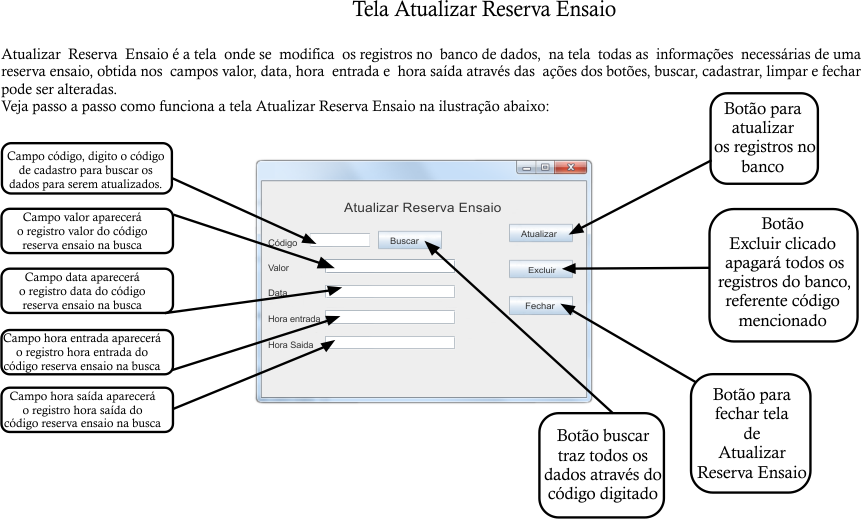 Tela Atualizar Reserva Ensaio
Atualizar Reserva Ensaio é a tela onde se modifica os registros no banco de dados, na tela todas as informações necessárias de uma
reserva ensaio, obtida nos campos valor, data, hora entrada e hora saída através das ações dos botões, buscar, cadastrar, limpar e fechar
pode ser alteradas.
Veja passo a passo como funciona a tela Atualizar Reserva Ensaio na ilustração abaixo:
Campo código, digito o código
de cadastro para buscar os
dados para serem atualizados.
Campo valor aparecerá
o registro valor do código
reserva ensaio na busca
Campo data aparecerá
o registro data do código
reserva ensaio na busca
Campo hora entrada aparecerá
o registro hora entrada do
código reserva ensaio na busca
Campo hora saída aparecerá
o registro hora saída do
código reserva ensaio na busca
Atualizar Reserva Ensaio
Código
Buscar
Valor
Data
Hora entrada
Hora Saida
Atualizar
Excluir
Fechar
Botão para
atualizar
os registros no
banco
Botão
Excluir clicado
apagará todos os
registros do banco,
referente código
mencionado
Botão para
fechar tela
de
Atualizar
Reserva Ensaio
Botão buscar
traz todos os
dados através do
código digitado